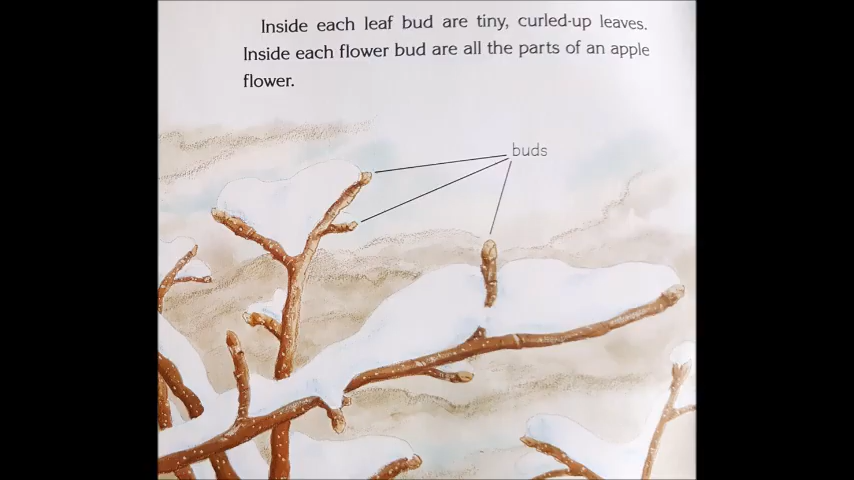 Inside each leaf bud are tiny, curled-up leaves.
Inside each flower bud are all the parts of an apple
flower.
buds